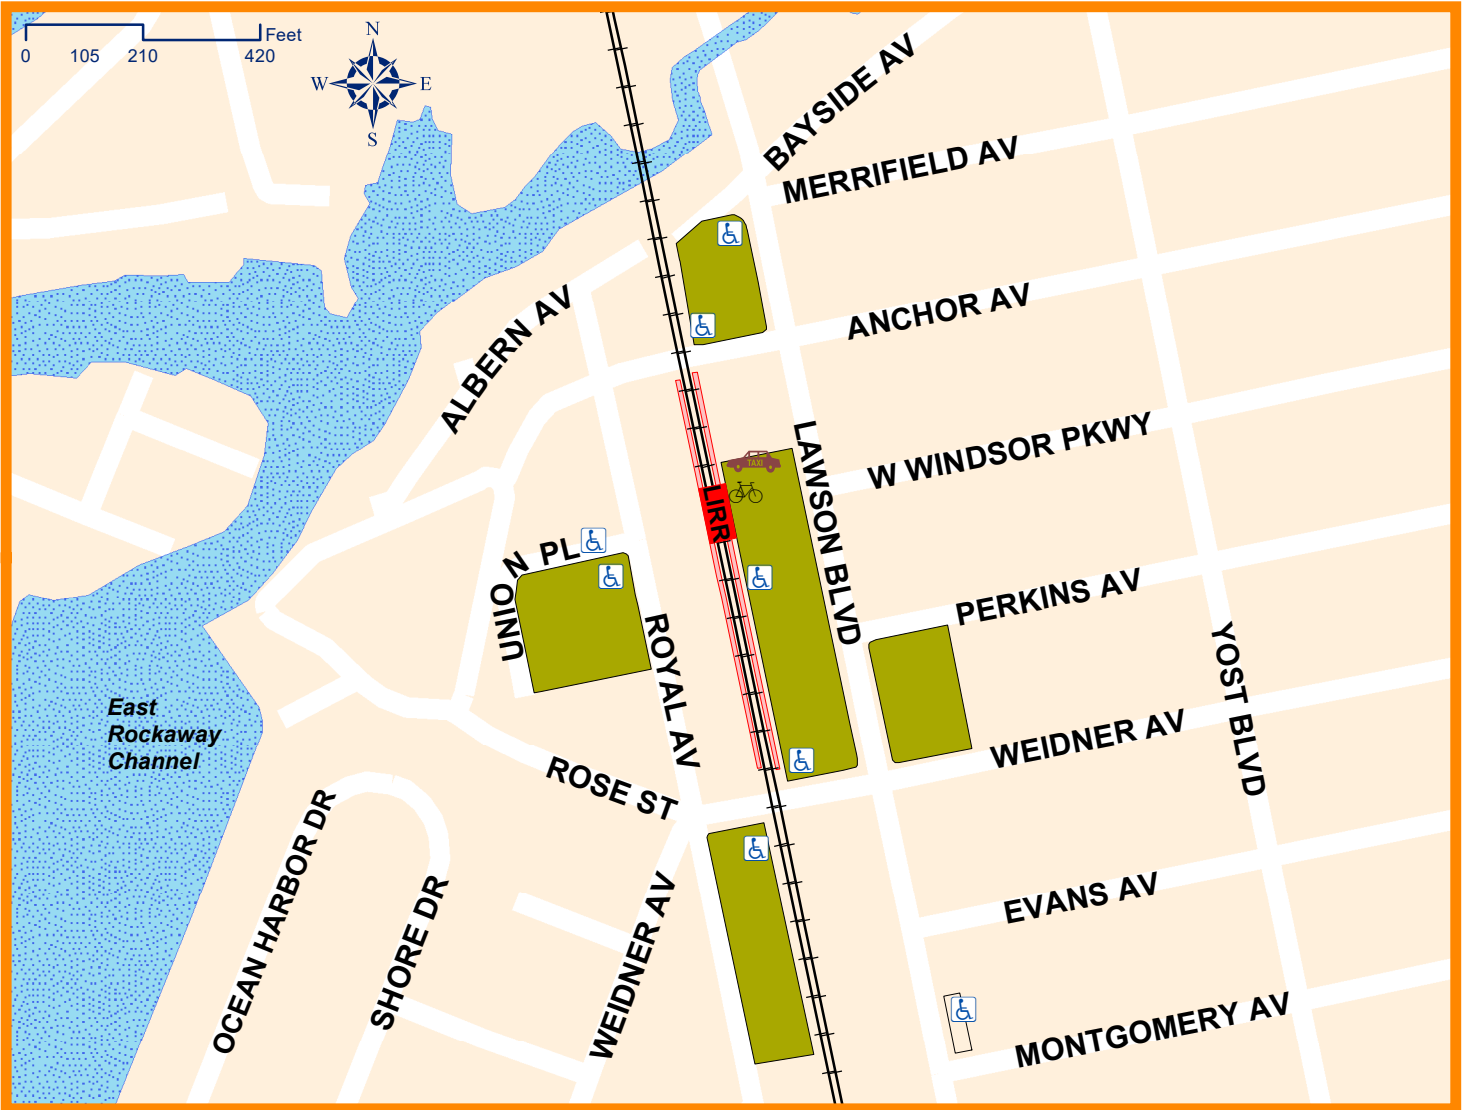 Feet
0 105 210 420
N
W E
S
BAYSIDE AV
MERRIFIELD AV
ALBERN AV
ANCHOR AV
W WINDSOR PKWY
TAXI
LIRR
LAWSON BLVD
UNION PL
PERKINS AV
ROYAL AV
YOST BLVD
East
Rockaway
Channel
WEIDNER AV
ROSE ST
OCEAN HARBOR DR
SHORE DR
WEIDNER AV
EVANS AV
MONTGOMERY AV